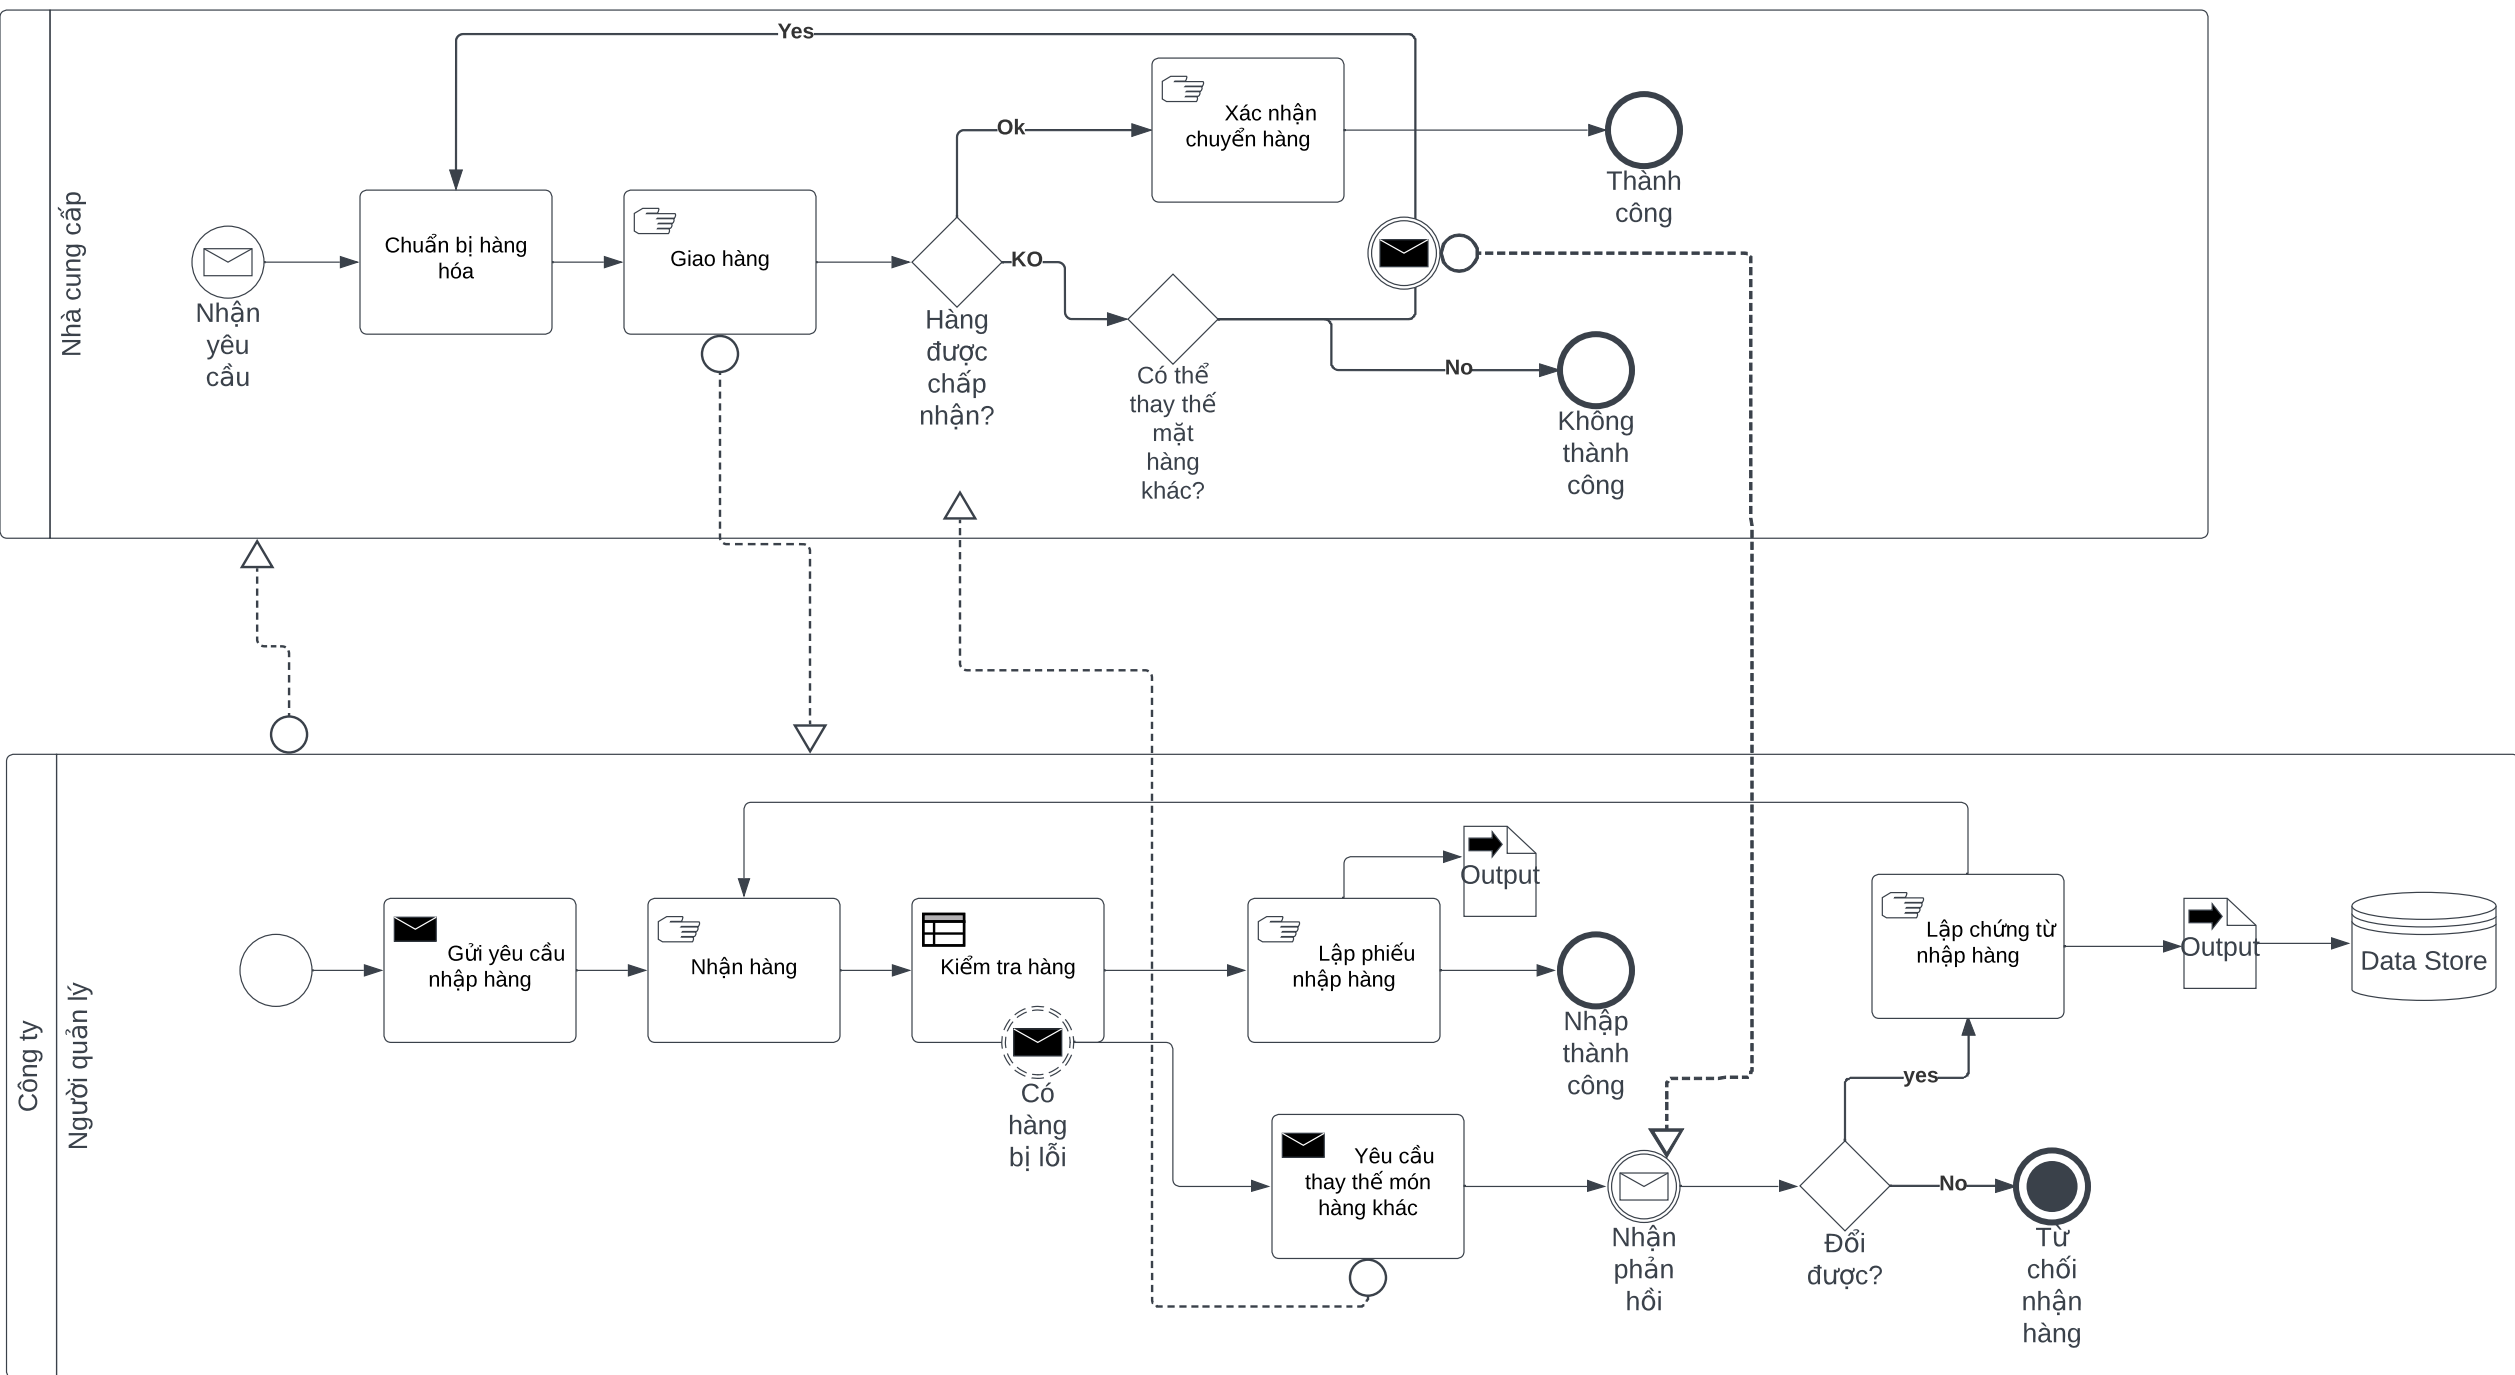 Nhà cung cấp
Yes
Nhận
yêu
cầu
Chuẩn bị hàng
hóa
Giao hàng
Hàng
được
chấp
nhận?
Ok
KO
Xác nhận
chuyển hàng
Có thể
thay thế
mặt
hàng
khác?
Thành
công
No
Không
thành
công
Công ty
Người quản lý
Gửi yêu cầu
nhập hàng
Nhận hàng
Kiểm tra hàng
Có
hàng
bị lỗi
Lập phiếu
nhập hàng
Output
Nhập
thành
công
Yêu cầu
thay thế món
hàng khác
Nhận
phản
hồi
Đổi
được?
yes
No
Lập chứng từ
nhập hàng
Output
Data Store
Từ
chối
nhận
hàng